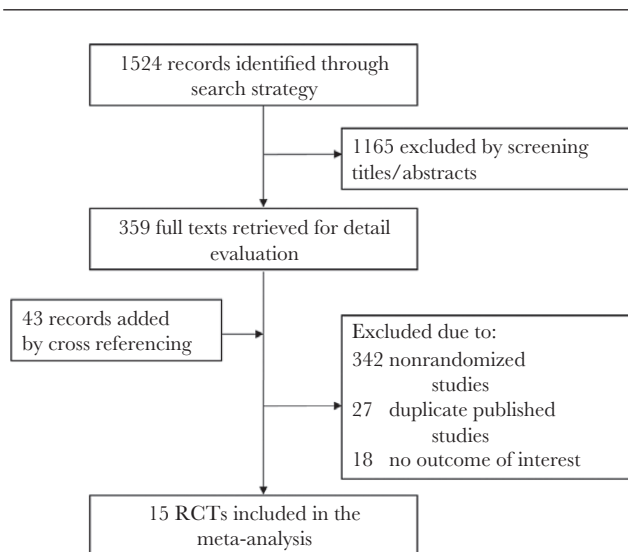 1524 records identified through
search strategy
1165 excluded by screening
titles/abstracts
359 full texts retrieved for detail
evaluation
43 records added
by cross referencing
Excluded due to:
342 nonrandomized
studies
27 duplicate published
studies
18 no outcome of interest
15 RCTs included in the
meta-analysis